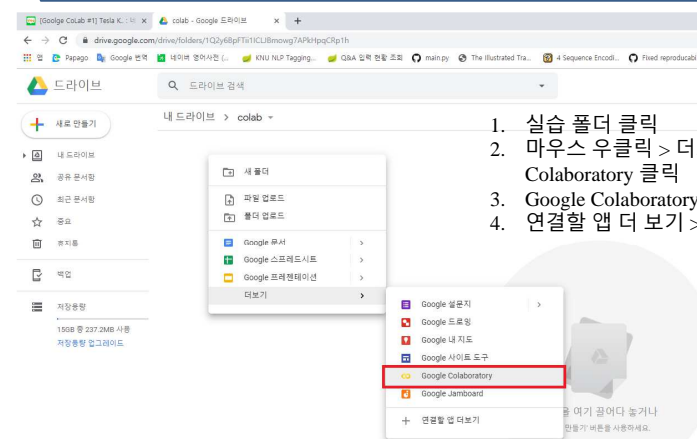 [Goolge CoLab #1] Tesla K.. : 네
colab - Google 드라이브
drive.google.com/drive/folders/1Q2y6BpFTii1ICLJBmowg7APkHpqCRp1h
앱
Papago
Google 번역
네이버 영어사전 (...
KNU NLP Tagging...
Q&A 입력 현황 조회
main.py
The Illustrated Tra...
4 Sequence Encodi...
Fixed reproducabi
드라이브
드라이브 검색
새로 만들기
내 드라이브 > colab
내 드라이브
공유 문서함
최근 문서함
중요
휴지통
백업
저장용량
15GB 중 237.2MB 사용
저장용량 업그레이드
새 폴더
파일 업로드
폴더 업로드
Google 문서
Google 스프레드시트
Google 프레젠테이션
더보기
Google 설문지
Google 드로잉
Google 내 지도
Google 사이트 도구
Google Colaboratory
Google Jamboard
연결할 앱 더보기
1. 실습 폴더 클릭
2. 마우스 우클릭 > 더
Colaboratory 클릭
3. Google Colaboratory
4. 연결할 앱 더 보기 >
여기 끌어다 놓거나
만들기' 버튼을 사용하세요.